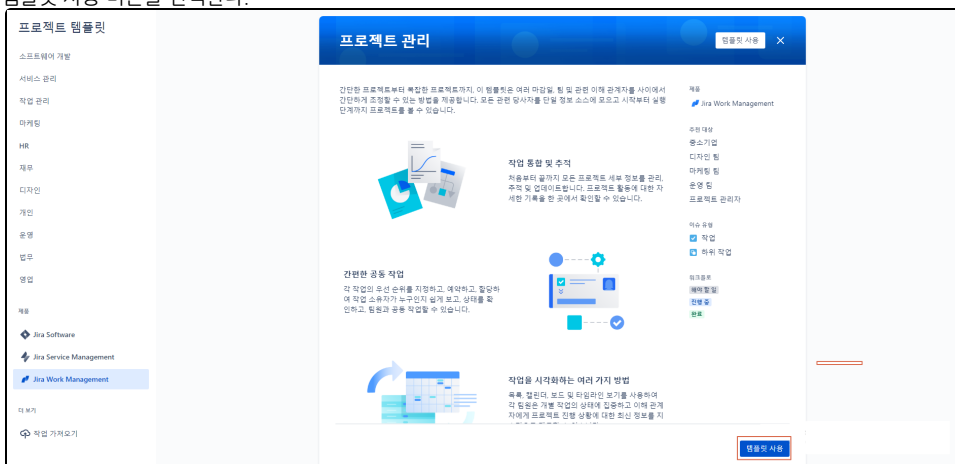 템플릿 사용 버튼을 선택한다.
프로젝트 템플릿
소프트웨어 개발
서비스 관리
작업 관리
마케팅
HR
재무
디자인
개인
운영
법무
영업
제품
Jira Software
Jira Service Management
Jira Work Management
더 보기
작업 가져오기
프로젝트 관리
템플릿 사용
간단한 프로젝트부터 복잡한 프로젝트까지, 이 템플릿은 여러 마감일, 팀 및 관련 이해 관계자를 사이에서
간단하게 조정할 수 있는 방법을 제공합니다. 모든 관련 당사자를 단일 정보 소스에 모으고 시작부터 실행
단계까지 프로젝트를 볼 수 있습니다.
작업 통합 및 추적
처음부터 끝까지 모든 프로젝트 세부 정보를 관리,
추적 및 업데이트합니다. 프로젝트 활동에 대한 자
세한 기록을 한 곳에서 확인할 수 있습니다.
간편한 공동 작업
각 작업의 우선 순위를 지정하고, 예약하고, 할당하
여 작업 소유자가 누구인지 쉽게 보고, 상태를 확
인하고, 팀원과 공동 작업할 수 있습니다.
작업을 시각화하는 여러 가지 방법
목록, 캘린더, 보드 및 타임라인 보기를 사용하여
각 팀원은 개별 작업의 상태에 집중하고 이해 관계
자에게 프로젝트 진행 상황에 대한 최신 정보를 지
제품
Jira Work Management
추천 대상
중소기업
디자인 팀
마케팅 팀
운영 팀
프로젝트 관리자
이슈 유형
작업
하위 작업
워크플로
해야 할 일
진행 중
완료
템플릿 사용